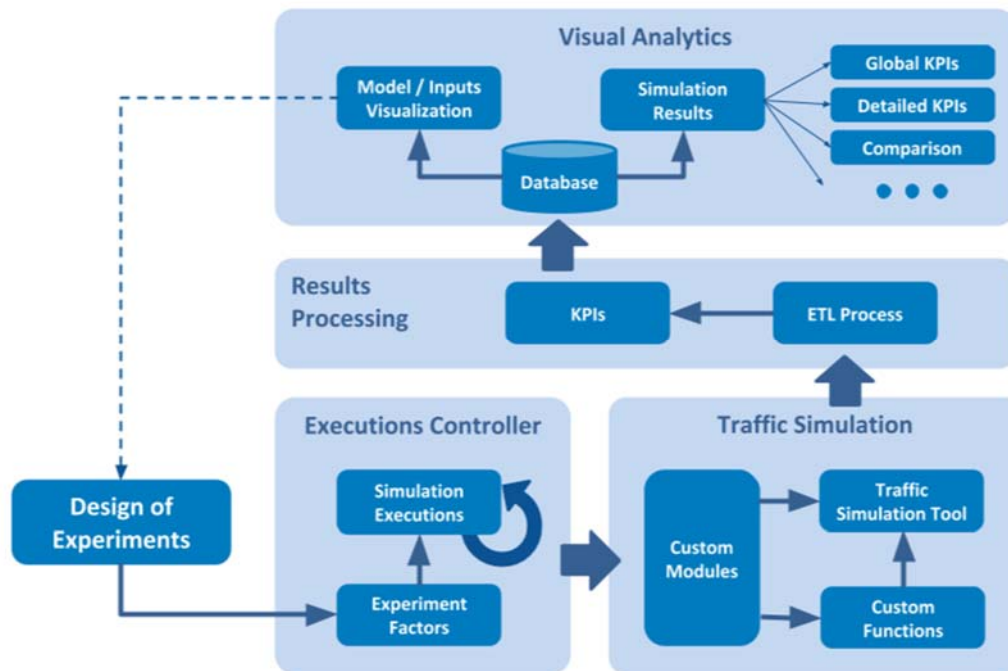 Visual Analytics
Model / Inputs
Visualization
Simulation
Results
Global KPIs
Detailed KPIs
Comparison
Database
Results
Processing
KPIs
ETL Process
Executions Controller
Simulation
Executions
Experiment
Factors
Traffic Simulation
Custom
Modules
Traffic
Simulation Tool
Custom
Functions
Design of
Experiments